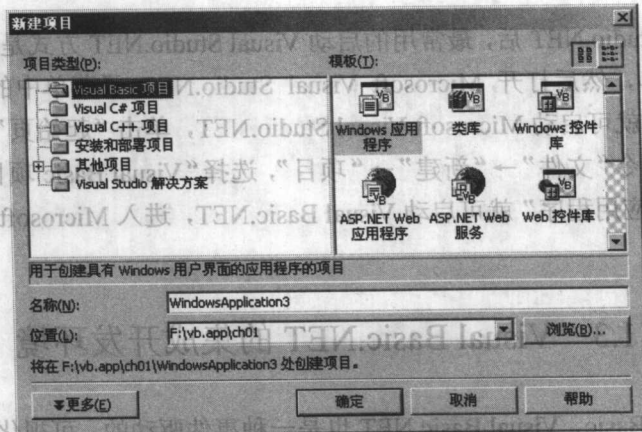 新建项目
项目类型(P):
模板(T):
Visual Basic 项目
Visual C# 项目
Visual C++ 项目
安装和部署项目
其他项目
Visual Studio 解决方案
Windows 应用
程序
类库
Windows 控件
库
ASP.NET Web
应用程序
ASP.NET Web
服务
Web 控件库
用于创建具有 Windows 用户界面的应用程序的项目
名称(N):
WindowsApplication3
位置(L):
F:\vb.app\ch01
浏览(B)...
将在 F:\vb.app\ch01\WindowsApplication3 处创建项目。
更多(E)
确定
取消
帮助